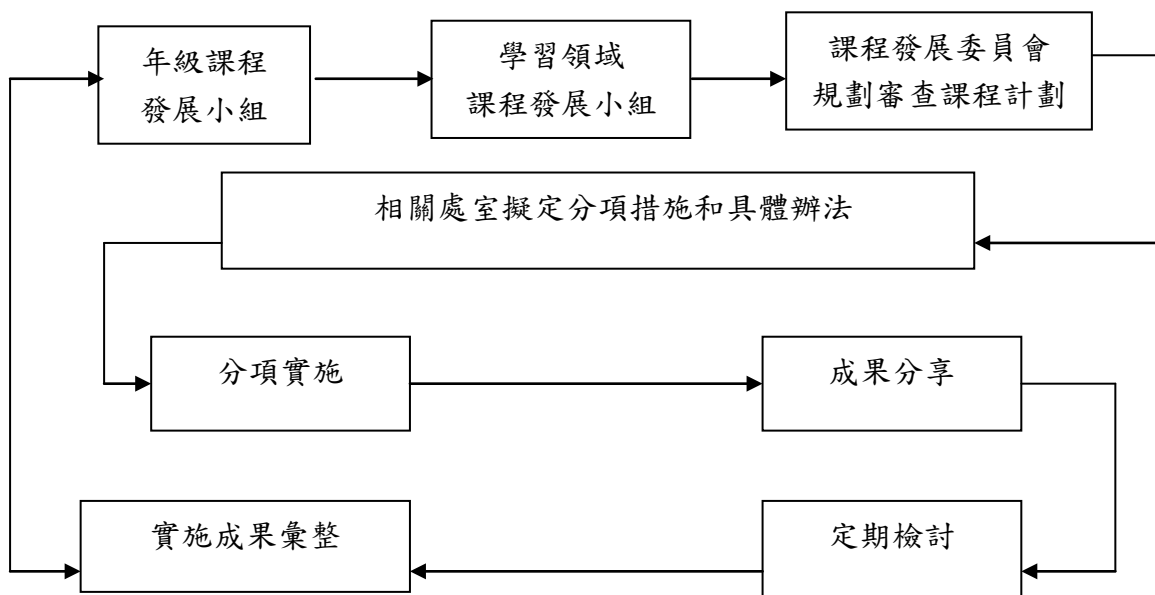 年級課程
發展小組
學習領域
課程發展小組
課程發展委員會
規劃審查課程計劃
相關處室擬定分項措施和具體辦法
分項實施
成果分享
實施成果彙整
定期檢討